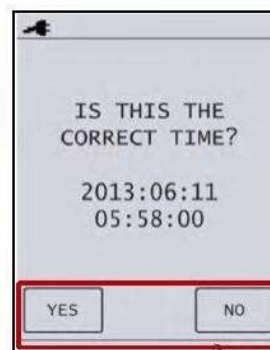 IS THIS THE
CORRECT TIME?
2013:06:11
05:58:00
YES NO